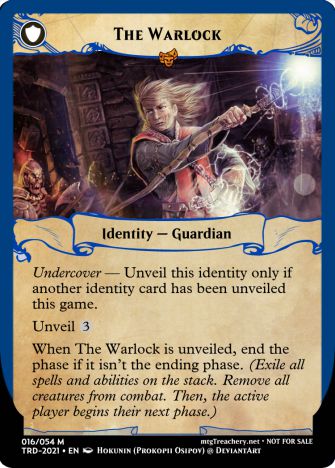 The Warlock
Identity — Guardian
Undercover — Unveil this identity only if
another identity card has been unveiled
this game.
Unveil 3
When The Warlock is unveiled, end the
phase if it isn't the ending phase. (Exile all
spells and abilities on the stack. Remove all
creatures from combat. Then, the active
player begins their next phase.)
016/054 M
mtgTreachery.net • NOT FOR SALE
TRD-2021 • EN Hokunin (Prokopii Osipov) @ DeviantArt